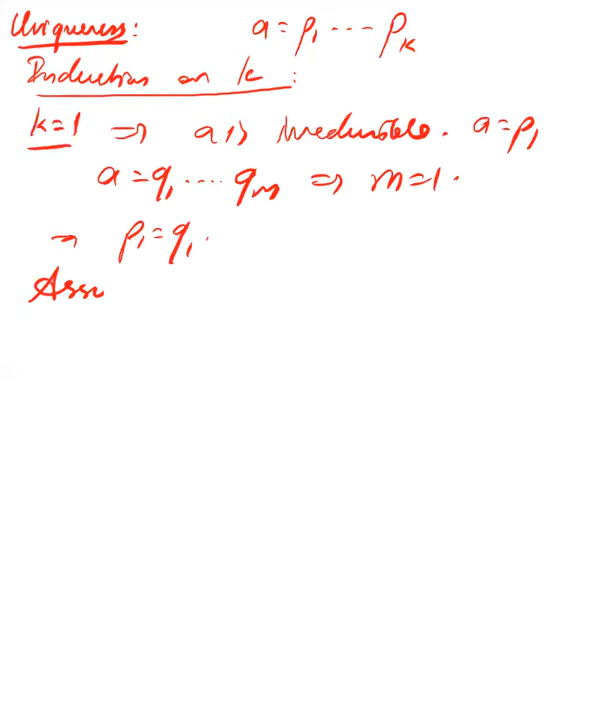 Uniqueness: a = p₁ ··· pₖ
Induction on k:
k=1 ⇒ a is irreducible. a = p₁
a = q₁ ···· qₘ ⇒ m=1.
→ p₁ = q₁.
Assu